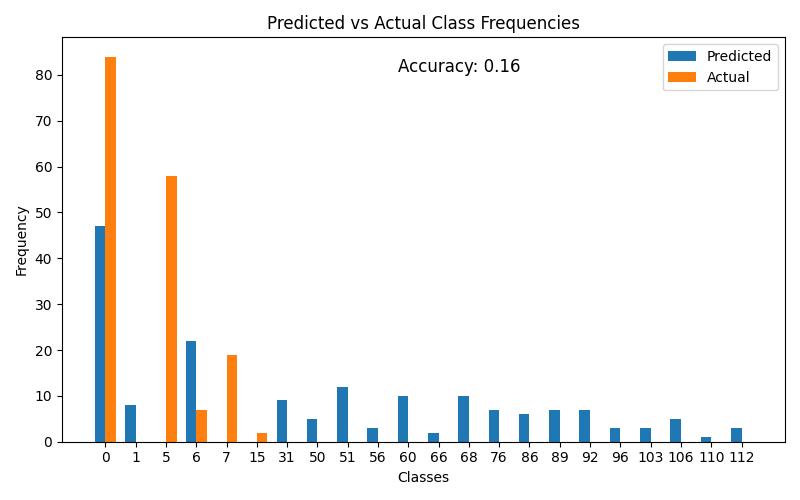 Predicted vs Actual Class Frequencies
Accuracy: 0.16
Predicted
Actual
Frequency
80
70
60
50
40
30
20
10
0
0 1 5 6 7 15 31 50 51 56 60 66 68 76 86 89 92 96 103 106 110 112
Classes